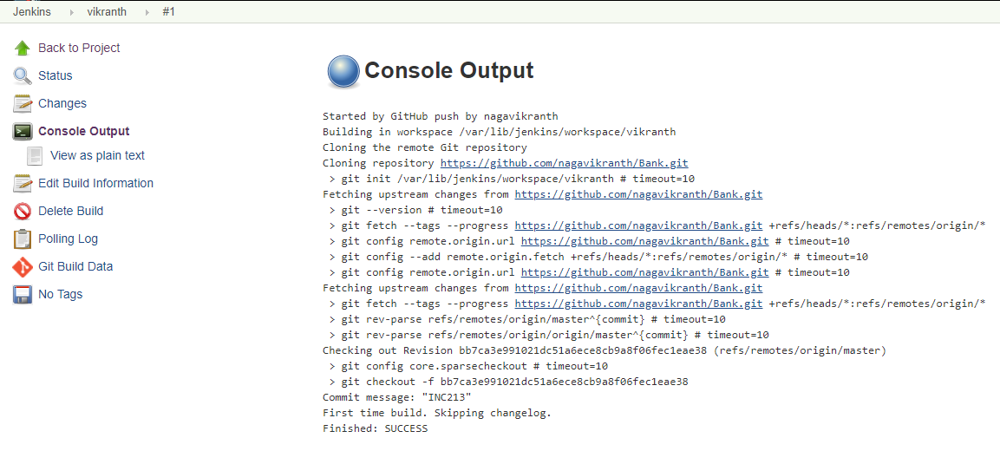 Jenkins vikranth #1
Back to Project
Status
Changes
Console Output
View as plain text
Edit Build Information
Delete Build
Polling Log
Git Build Data
No Tags
Console Output
Started by GitHub push by nagavikranth
Building in workspace /var/lib/jenkins/workspace/vikranth
Cloning the remote Git repository
Cloning repository https://github.com/nagavikranth/Bank.git
> git init /var/lib/jenkins/workspace/vikranth # timeout=10
Fetching upstream changes from https://github.com/nagavikranth/Bank.git
> git --version # timeout=10
> git fetch --tags --progress https://github.com/nagavikranth/Bank.git +refs/heads/*:refs/remotes/origin/*
> git config remote.origin.url https://github.com/nagavikranth/Bank.git # timeout=10
> git config --add remote.origin.fetch +refs/heads/*:refs/remotes/origin/* # timeout=10
> git config remote.origin.url https://github.com/nagavikranth/Bank.git # timeout=10
Fetching upstream changes from https://github.com/nagavikranth/Bank.git
> git fetch --tags --progress https://github.com/nagavikranth/Bank.git +refs/heads/*:refs/remotes/origin/*
> git rev-parse refs/remotes/origin/master^{commit} # timeout=10
> git rev-parse refs/remotes/origin/origin/master^{commit} # timeout=10
Checking out Revision bb7ca3e991021dc51a6ece8cb9a8f06fec1eae38 (refs/remotes/origin/master)
> git config core.sparsecheckout # timeout=10
> git checkout -f bb7ca3e991021dc51a6ece8cb9a8f06fec1eae38
Commit message: "INC213"
First time build. Skipping changelog.
Finished: SUCCESS